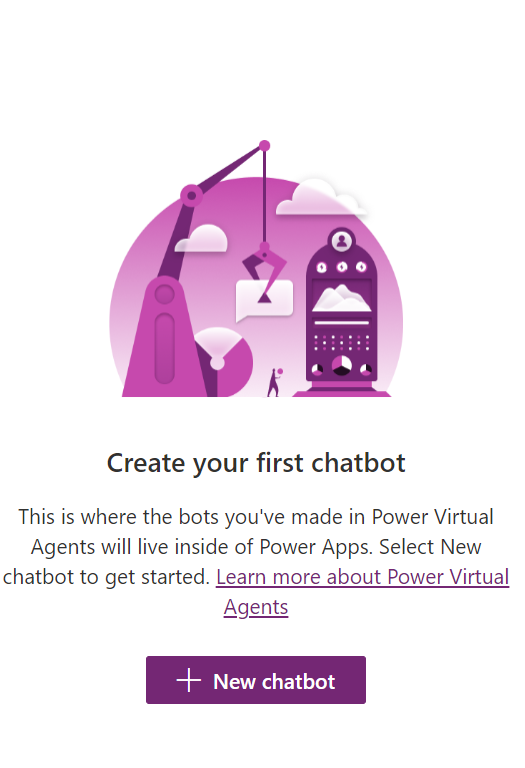 Create your first chatbot
This is where the bots you've made in Power Virtual
Agents will live inside of Power Apps. Select New
chatbot to get started. Learn more about Power Virtual
Agents
New chatbot